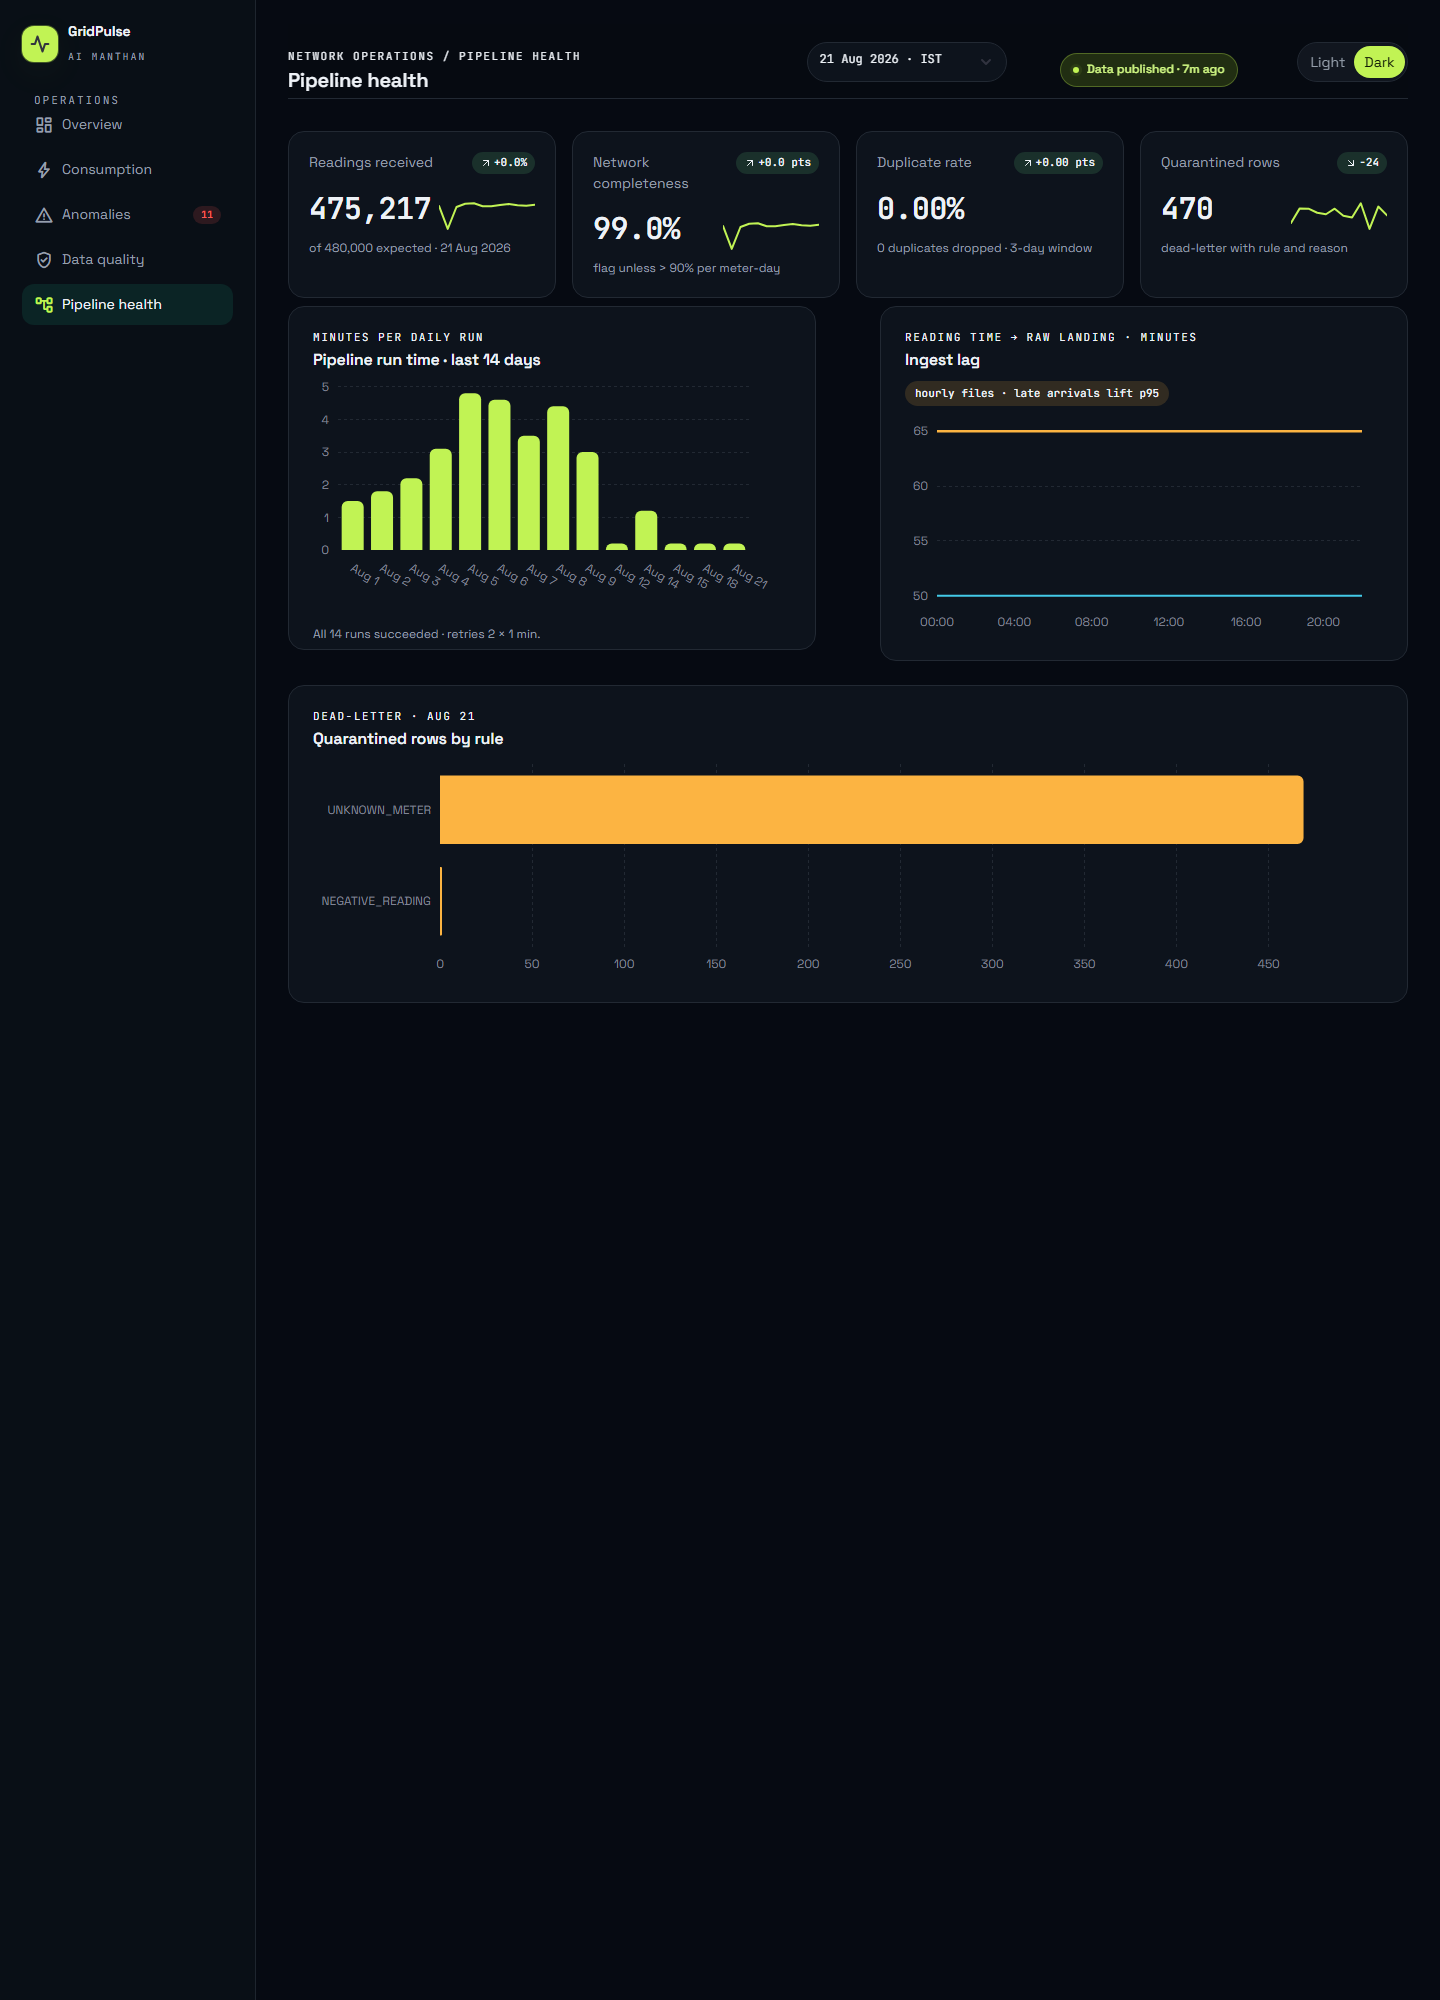 GridPulse
AI MANTHAN
OPERATIONS
Overview
Consumption
Anomalies 11
Data quality
Pipeline health
NETWORK OPERATIONS / PIPELINE HEALTH
Pipeline health
21 Aug 2026 · IST
Data published · 7m ago
Light Dark
Readings received +0.0%
475,217
of 480,000 expected · 21 Aug 2026
Network completeness +0.0 pts
99.0%
flag unless > 90% per meter-day
Duplicate rate +0.00 pts
0.00%
0 duplicates dropped · 3-day window
Quarantined rows -24
470
dead-letter with rule and reason
MINUTES PER DAILY RUN
Pipeline run time · last 14 days
5
4
3
2
1
0
Aug 1 Aug 2 Aug 3 Aug 4 Aug 5 Aug 6 Aug 7 Aug 8 Aug 9 Aug 12 Aug 14 Aug 15 Aug 18 Aug 21
All 14 runs succeeded · retries 2 × 1 min.
READING TIME → RAW LANDING · MINUTES
Ingest lag
hourly files · late arrivals lift p95
65
60
55
50
00:00 04:00 08:00 12:00 16:00 20:00
DEAD-LETTER · AUG 21
Quarantined rows by rule
UNKNOWN_METER
NEGATIVE_READING
0 50 100 150 200 250 300 350 400 450